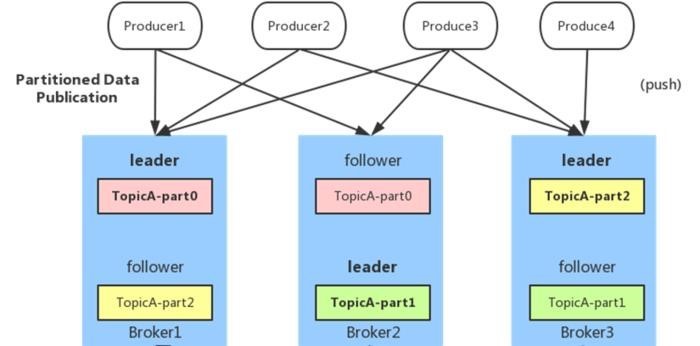 Producer1
Producer2
Produce3
Produce4
Partitioned Data
Publication
(push)
leader
follower
leader
TopicA-part0
TopicA-part0
TopicA-part2
follower
leader
follower
TopicA-part2
TopicA-part1
TopicA-part1
Broker1
Broker2
Broker3